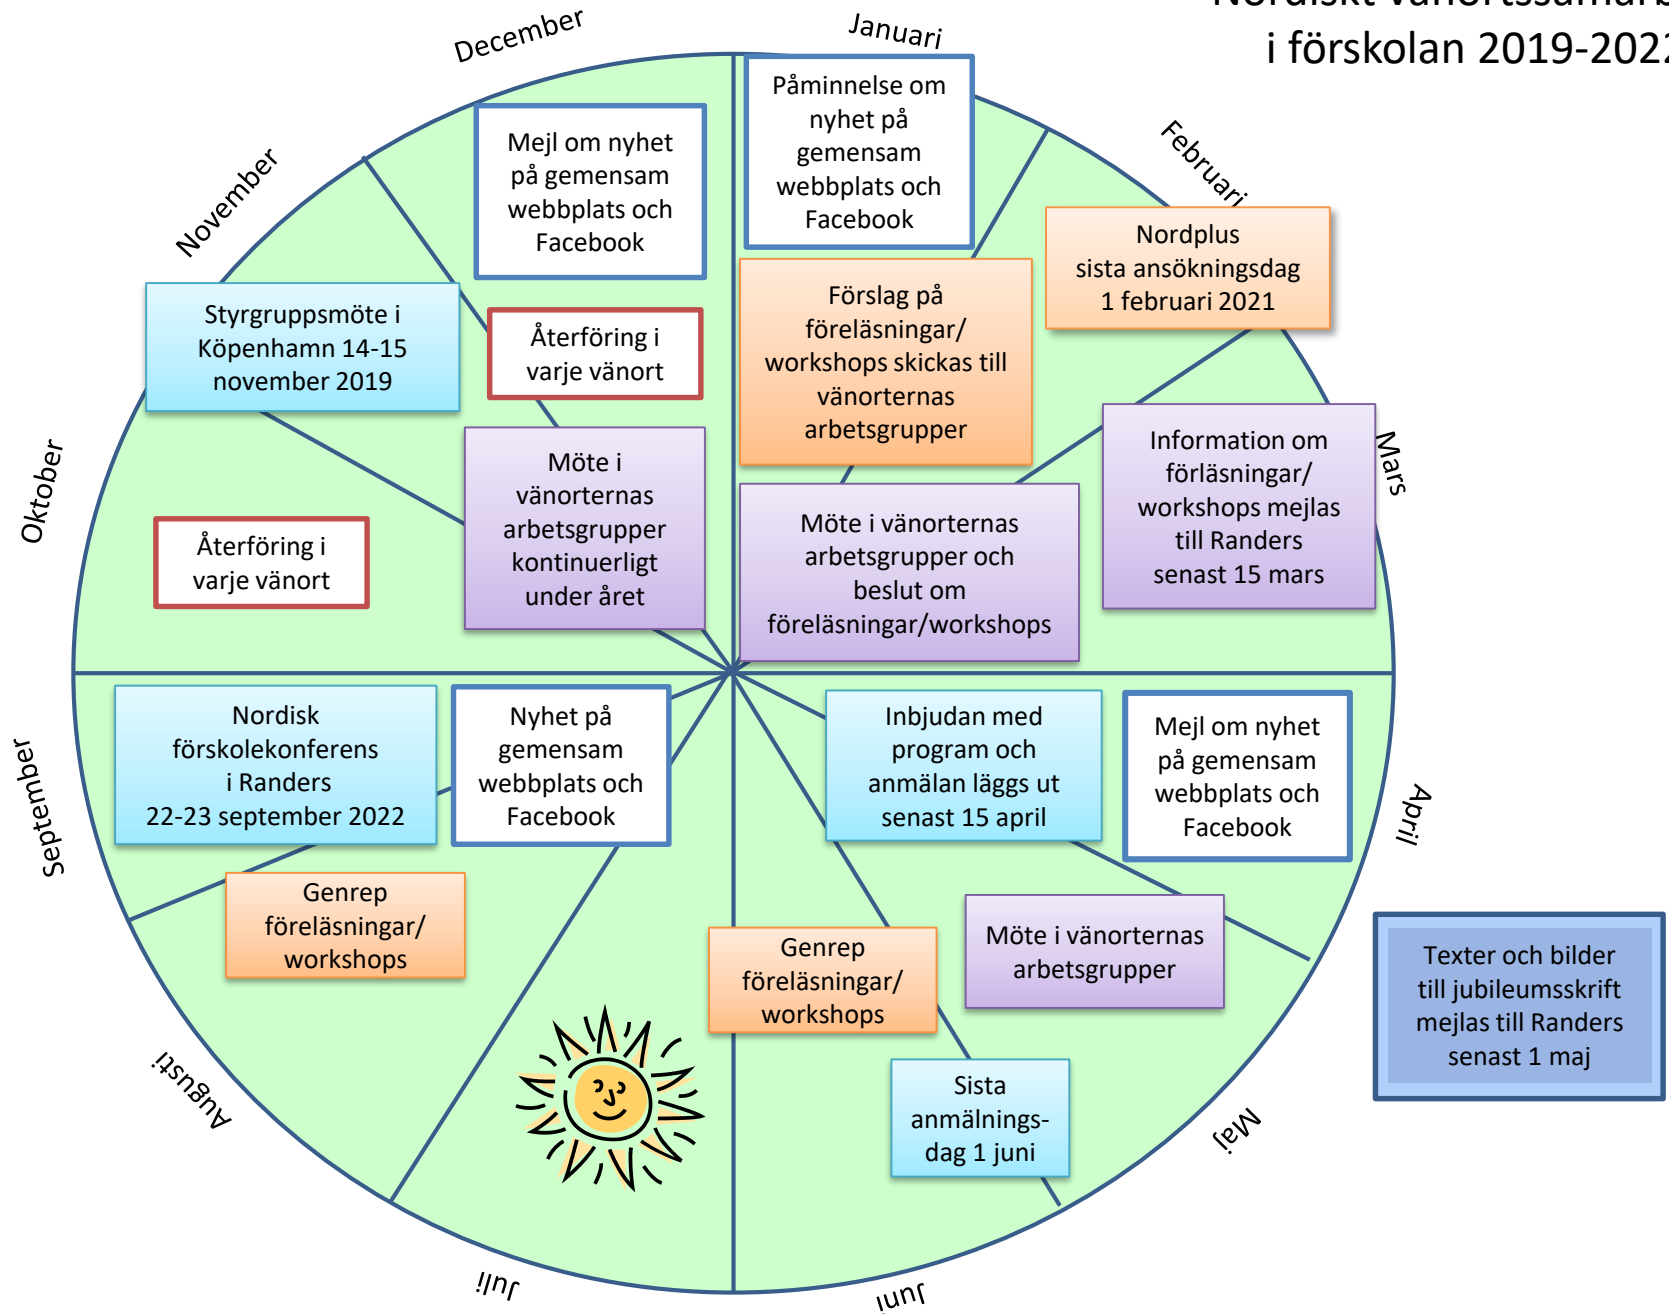 i förskolan 2019-2022
December
Januari
Februari
Mars
April
Maj
Juni
Juli
Augusti
September
Oktober
November
Mejl om nyhet
på gemensam
webbplats och
Facebook
Påminnelse om
nyhet på
gemensam
webbplats och
Facebook
Nordplus
sista ansökningsdag
1 februari 2021
Styrgruppsmöte i
Köpenhamn 14-15
november 2019
Återföring i
varje vänort
Förslag på
föreläsningar/
workshops skickas till
vänorternas
arbetsgrupper
Information om
förläsningar/
workshops mejlas
till Randers
senast 15 mars
Möte i
vänorternas
arbetsgrupper
kontinuerligt
under året
Möte i vänorternas
arbetsgrupper och
beslut om
föreläsningar/workshops
Återföring i
varje vänort
Nordisk
förskolekonferens
i Randers
22-23 september 2022
Nyhet på
gemensam
webbplats och
Facebook
Inbjudan med
program och
anmälan läggs ut
senast 15 april
Mejl om nyhet
på gemensam
webbplats och
Facebook
Genrep
föreläsningar/
workshops
Genrep
föreläsningar/
workshops
Möte i vänorternas
arbetsgrupper
Texter och bilder
till jubileumsskrift
mejlas till Randers
senast 1 maj
Sista
anmälnings-
dag 1 juni